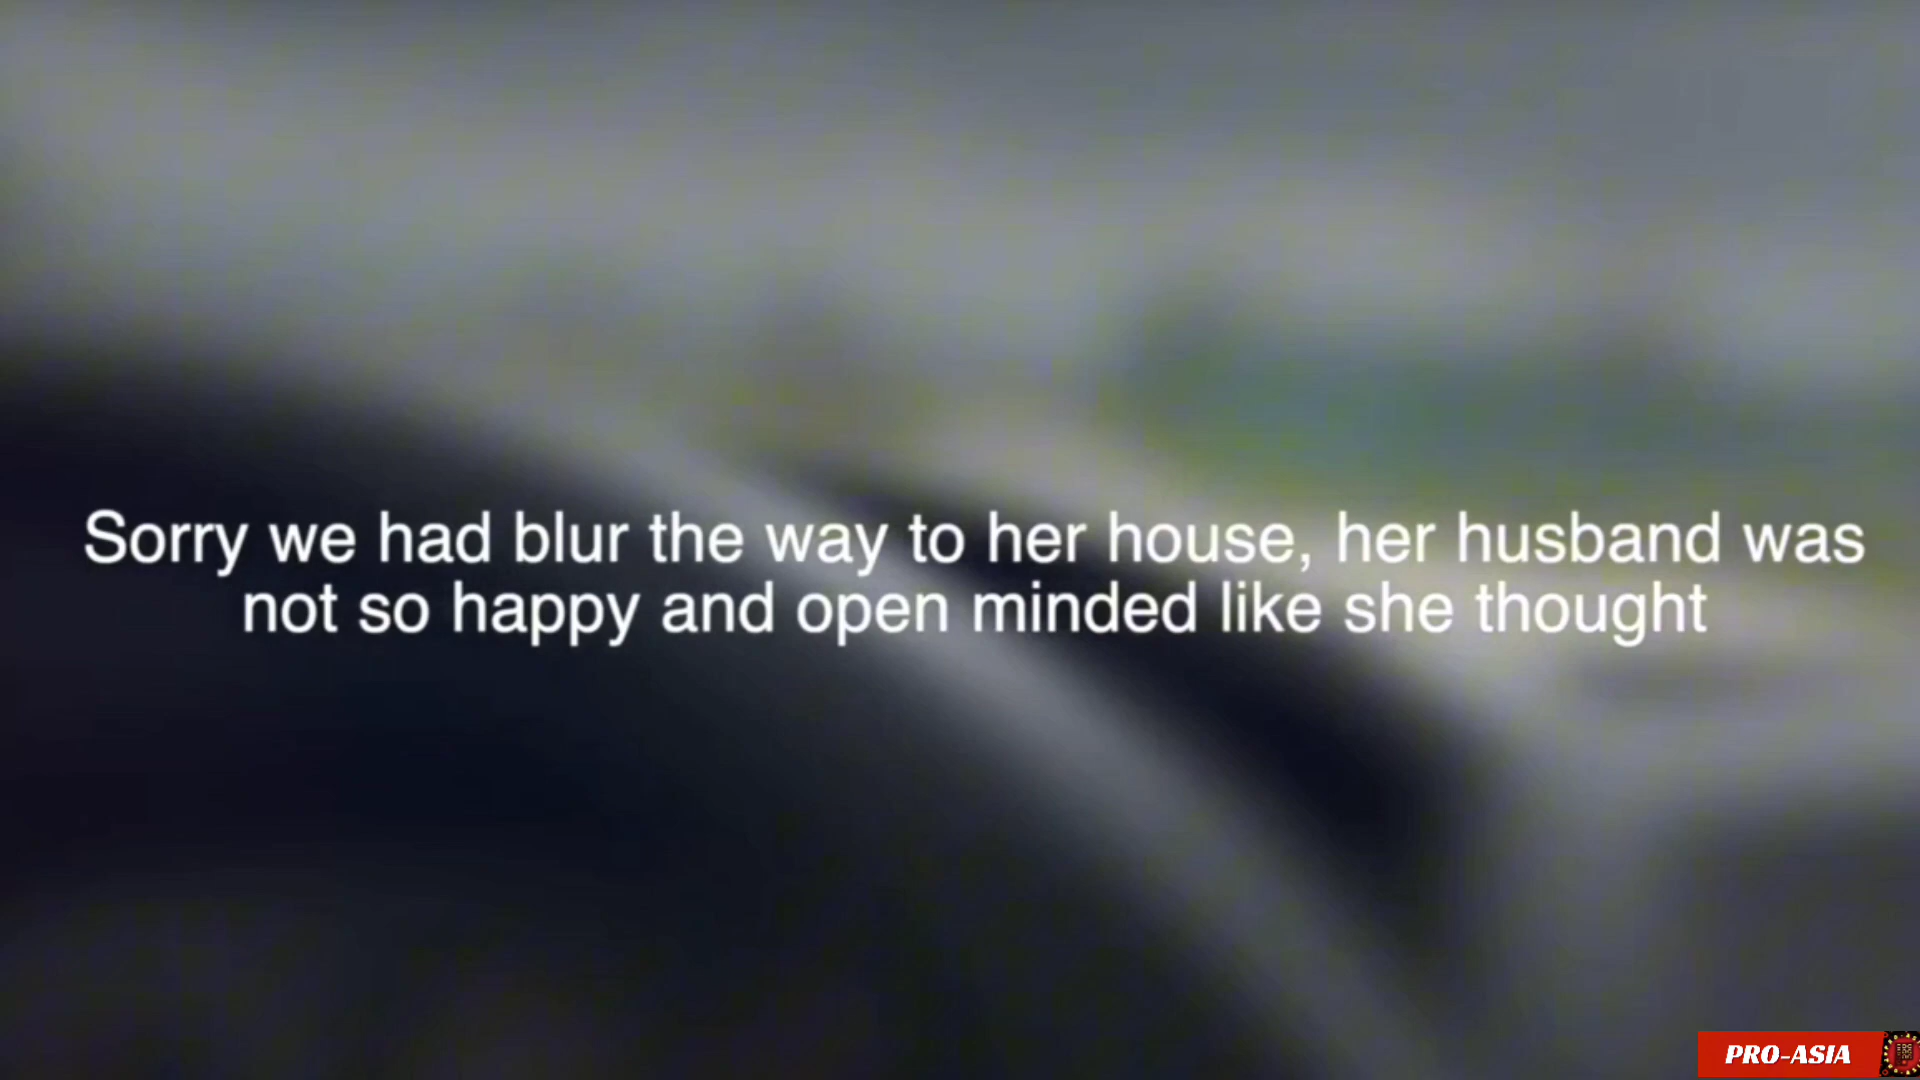 Sorry we had blur the way to her house, her husband was
not so happy and open minded like she thought
PRO-ASIA